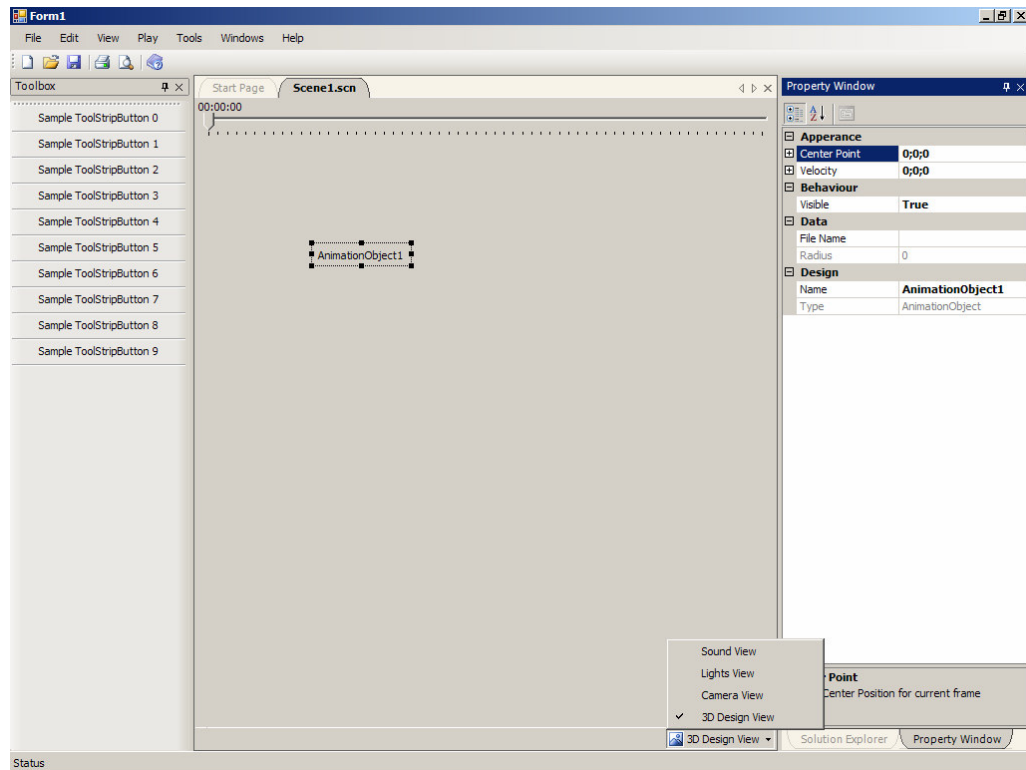 Form1
File Edit View Play Tools Windows Help
Toolbox
Sample ToolStripButton 0
Sample ToolStripButton 1
Sample ToolStripButton 2
Sample ToolStripButton 3
Sample ToolStripButton 4
Sample ToolStripButton 5
Sample ToolStripButton 6
Sample ToolStripButton 7
Sample ToolStripButton 8
Sample ToolStripButton 9
Start Page Scene1.scn
00:00:00
AnimationObject1
Property Window
Apperance
Center Point 0;0;0
Velocity 0;0;0
Behaviour
Visible True
Data
File Name
Radius 0
Design
Name AnimationObject1
Type AnimationObject
Sound View
Lights View
Camera View
3D Design View
3D Design View
Point
Center Position for current frame
Solution Explorer Property Window
Status